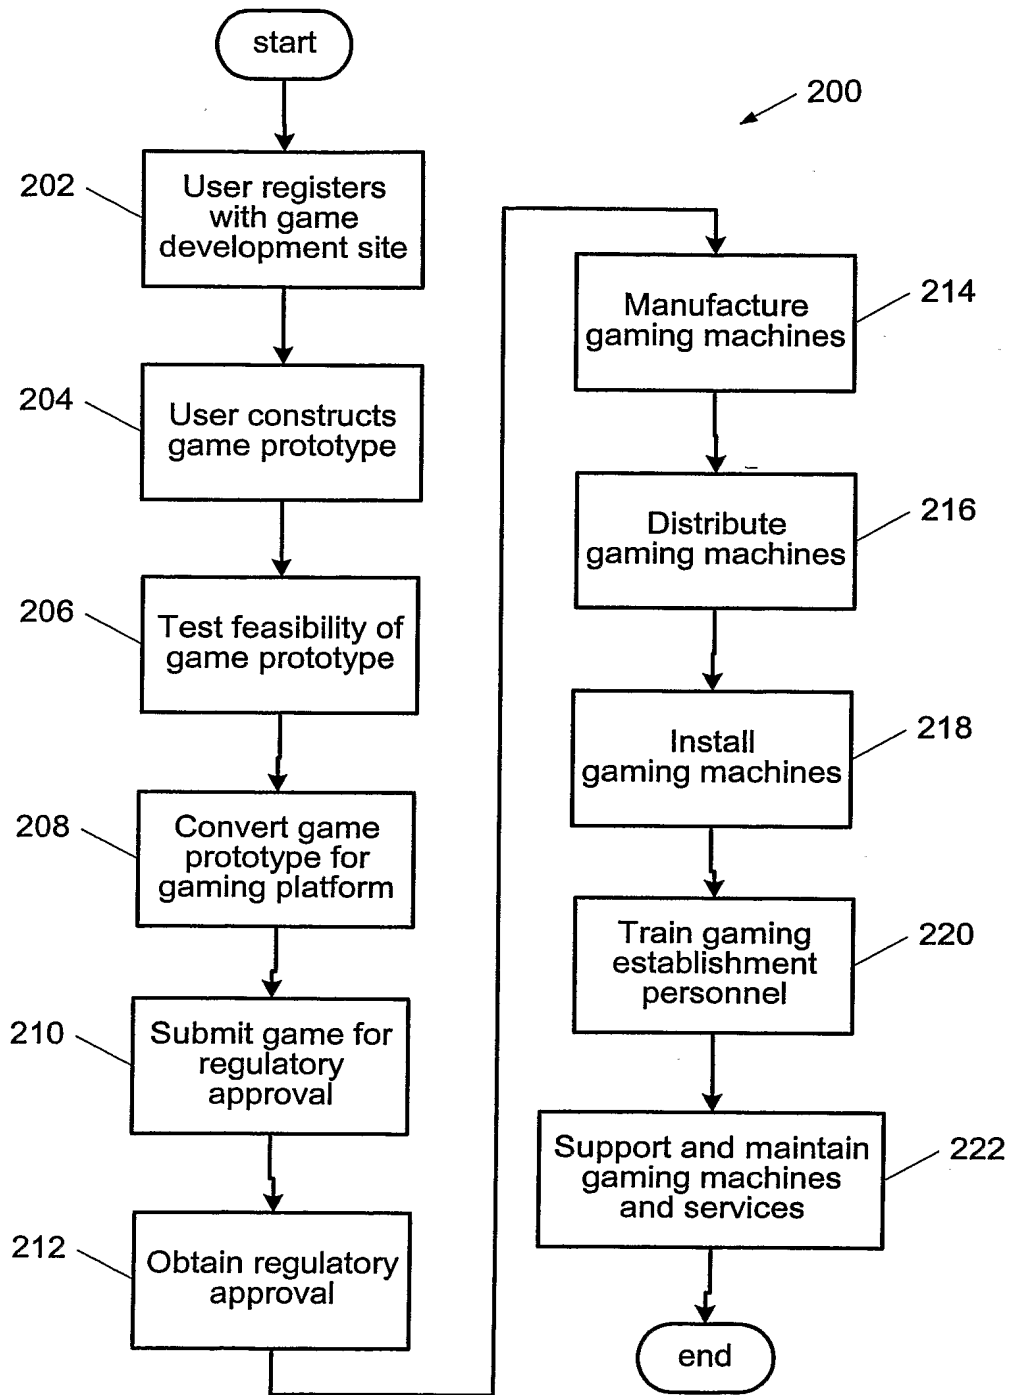 start
200
202
User registers
with game
development site
204
User constructs
game prototype
206
Test feasibility of
game prototype
208
Convert game
prototype for
gaming platform
210
Submit game for
regulatory
approval
212
Obtain regulatory
approval
214
Manufacture
gaming machines
216
Distribute
gaming machines
218
Install
gaming machines
220
Train gaming
establishment
personnel
222
Support and maintain
gaming machines
and services
end